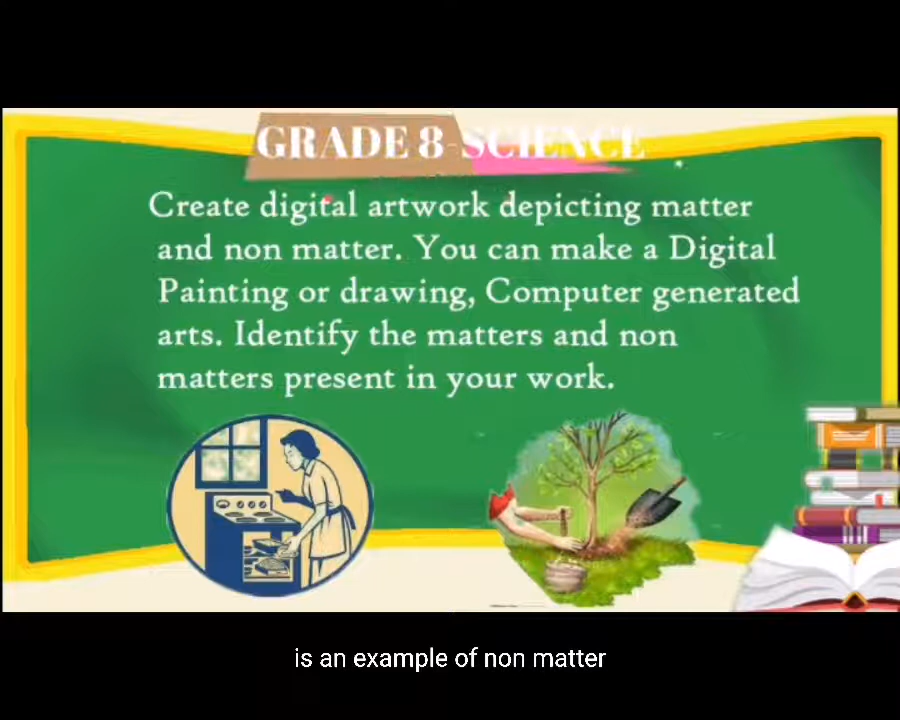 GRADE 8 SCIENCE
Create digital artwork depicting matter
and non matter. You can make a Digital
Painting or drawing, Computer generated
arts. Identify the matters and non
matters present in your work.
is an example of non matter